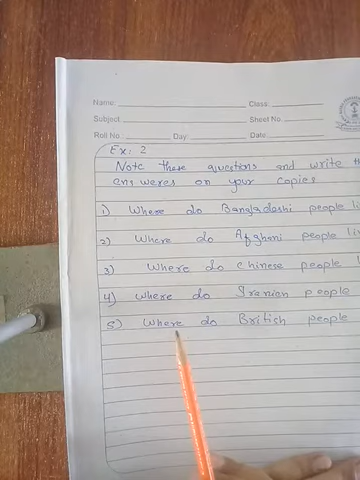 Name: Class:
Subject Sheet No.:
Roll No.: Day: Date:
Ex: 2
Note these questions and write th
answeres on your copies
1) Where do Bangladeshi people li
2) Where do Afghani people liv
3) Where do chinese people l
4) where do Iranian people
5) where do British people